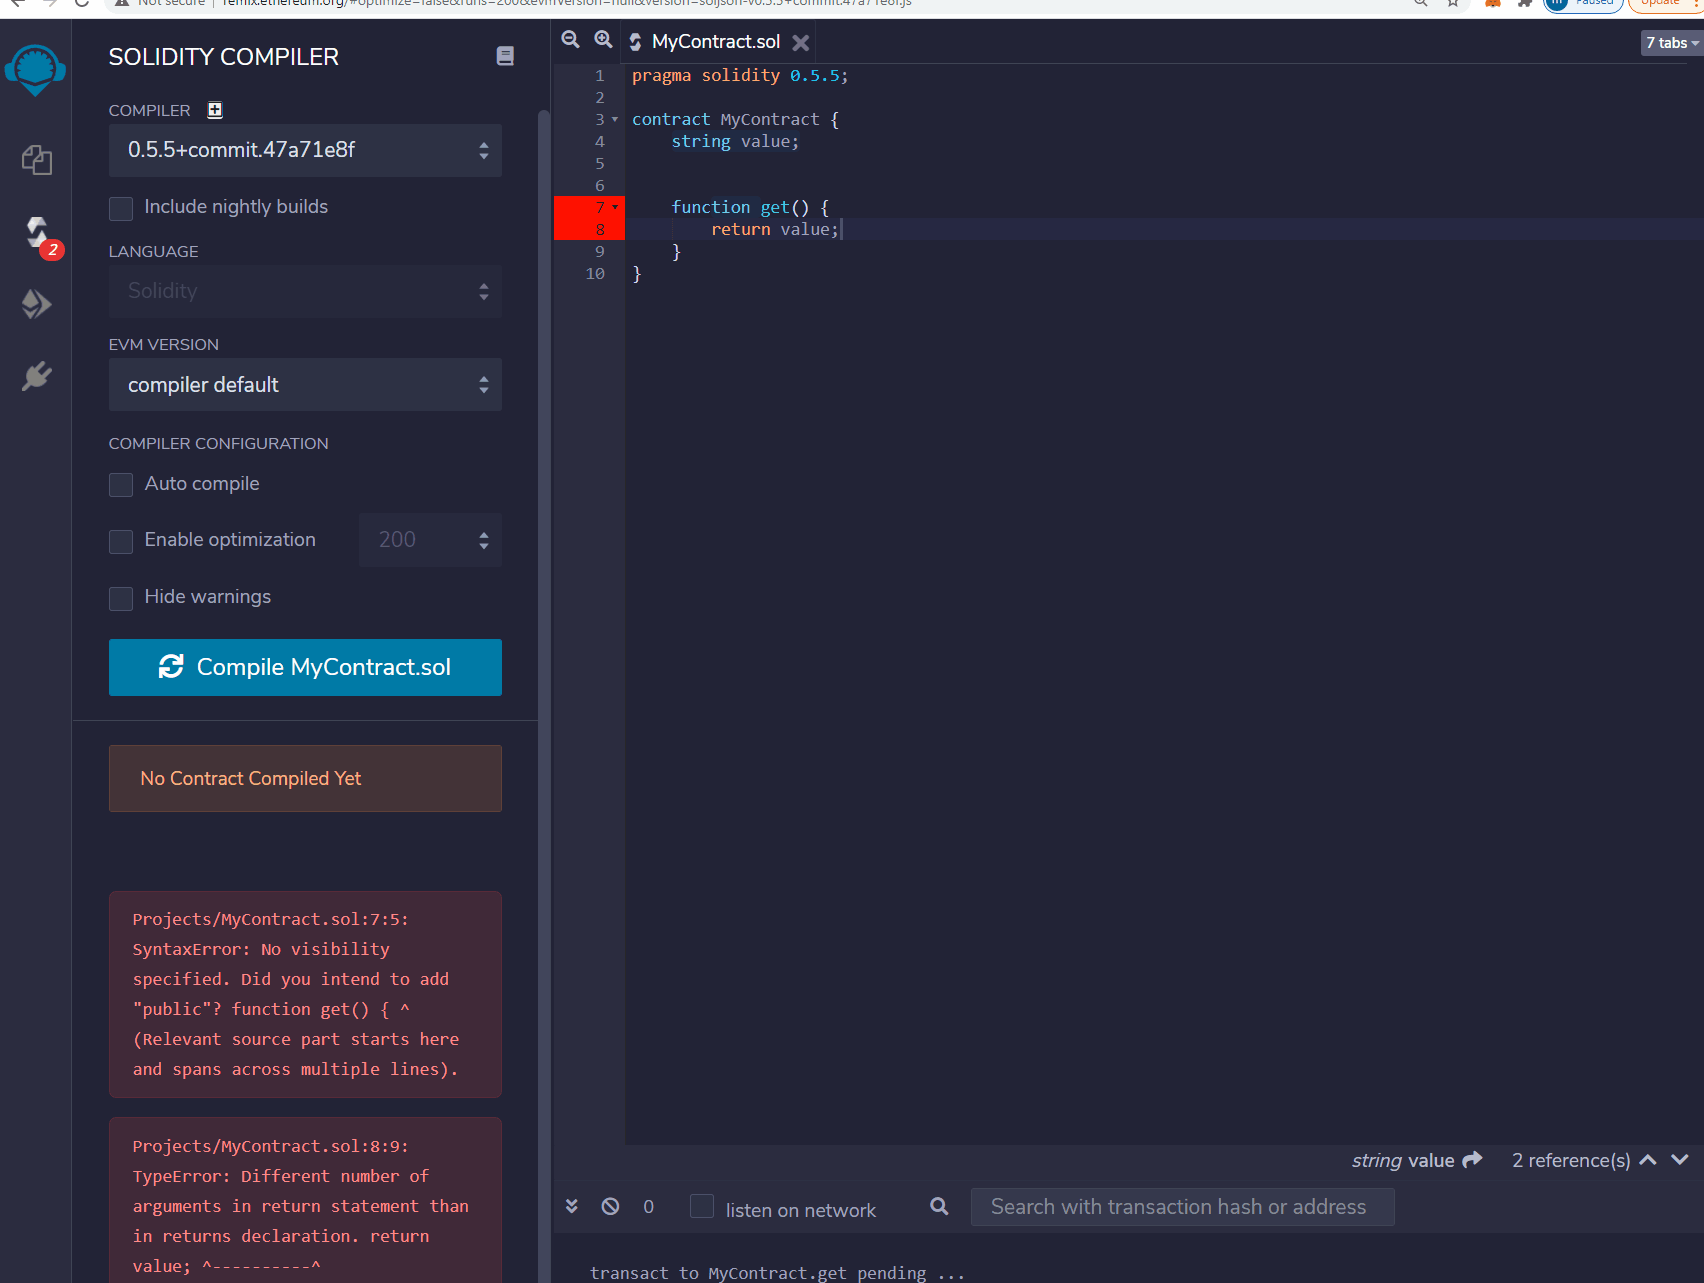 Not secure | remix.ethereum.org/#optimize=false&runs=200&evmVersion=null&version=soljson-v0.5.5+commit.47a71e8f.js
Paused
Update
SOLIDITY COMPILER
COMPILER
0.5.5+commit.47a71e8f
Include nightly builds
2
LANGUAGE
Solidity
EVM VERSION
compiler default
COMPILER CONFIGURATION
Auto compile
Enable optimization
200
Hide warnings
Compile MyContract.sol
No Contract Compiled Yet
Projects/MyContract.sol:7:5:
SyntaxError: No visibility
specified. Did you intend to add
"public"? function get() { ^
(Relevant source part starts here
and spans across multiple lines).
Projects/MyContract.sol:8:9:
TypeError: Different number of
arguments in return statement than
in returns declaration. return
value; ^----------^
MyContract.sol
7 tabs
1 pragma solidity 0.5.5;
2
3 contract MyContract {
4 string value;
5
6
7 function get() {
8 return value;
9 }
10 }
string value 2 reference(s)
0 listen on network Search with transaction hash or address
transact to MyContract.get pending ...